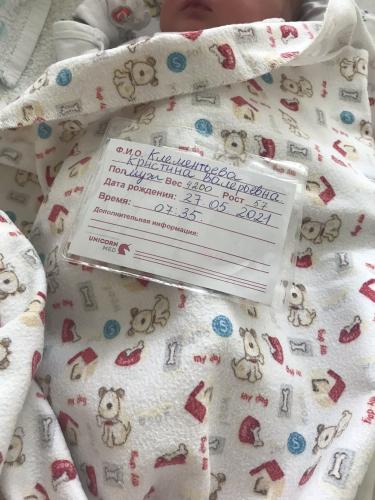 Ф.И.О. Клементьева
Кристина Валерьевна
Пол муж Вес 4200 Рост 57
Дата рождения: 27 05 2021
Время: 07:35
Дополнительная информация:
UNICORN
MED